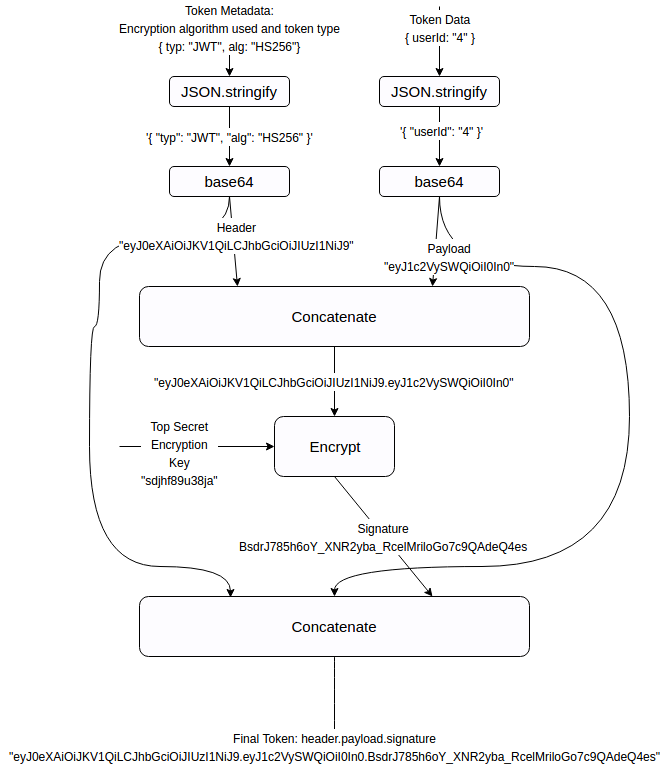 Token Metadata:
Encryption algorithm used and token type
{ typ: "JWT", alg: "HS256"}
Token Data
{ userId: "4" }
JSON.stringify
JSON.stringify
'{ "typ": "JWT", "alg": "HS256" }'
'{ "userId": "4" }'
base64
base64
Header
"eyJ0eXAiOiJKV1QiLCJhbGciOiJIUzI1NiJ9"
Payload
"eyJ1c2VySWQiOiI0In0"
Concatenate
"eyJ0eXAiOiJKV1QiLCJhbGciOiJIUzI1NiJ9.eyJ1c2VySWQiOiI0In0"
Top Secret
Encryption
Key
"sdjhf89u38ja"
Encrypt
Signature
BsdrJ785h6oY_XNR2yba_RcelMriloGo7c9QAdeQ4es
Concatenate
Final Token: header.payload.signature
"eyJ0eXAiOiJKV1QiLCJhbGciOiJIUzI1NiJ9.eyJ1c2VySWQiOiI0In0.BsdrJ785h6oY_XNR2yba_RcelMriloGo7c9QAdeQ4es"